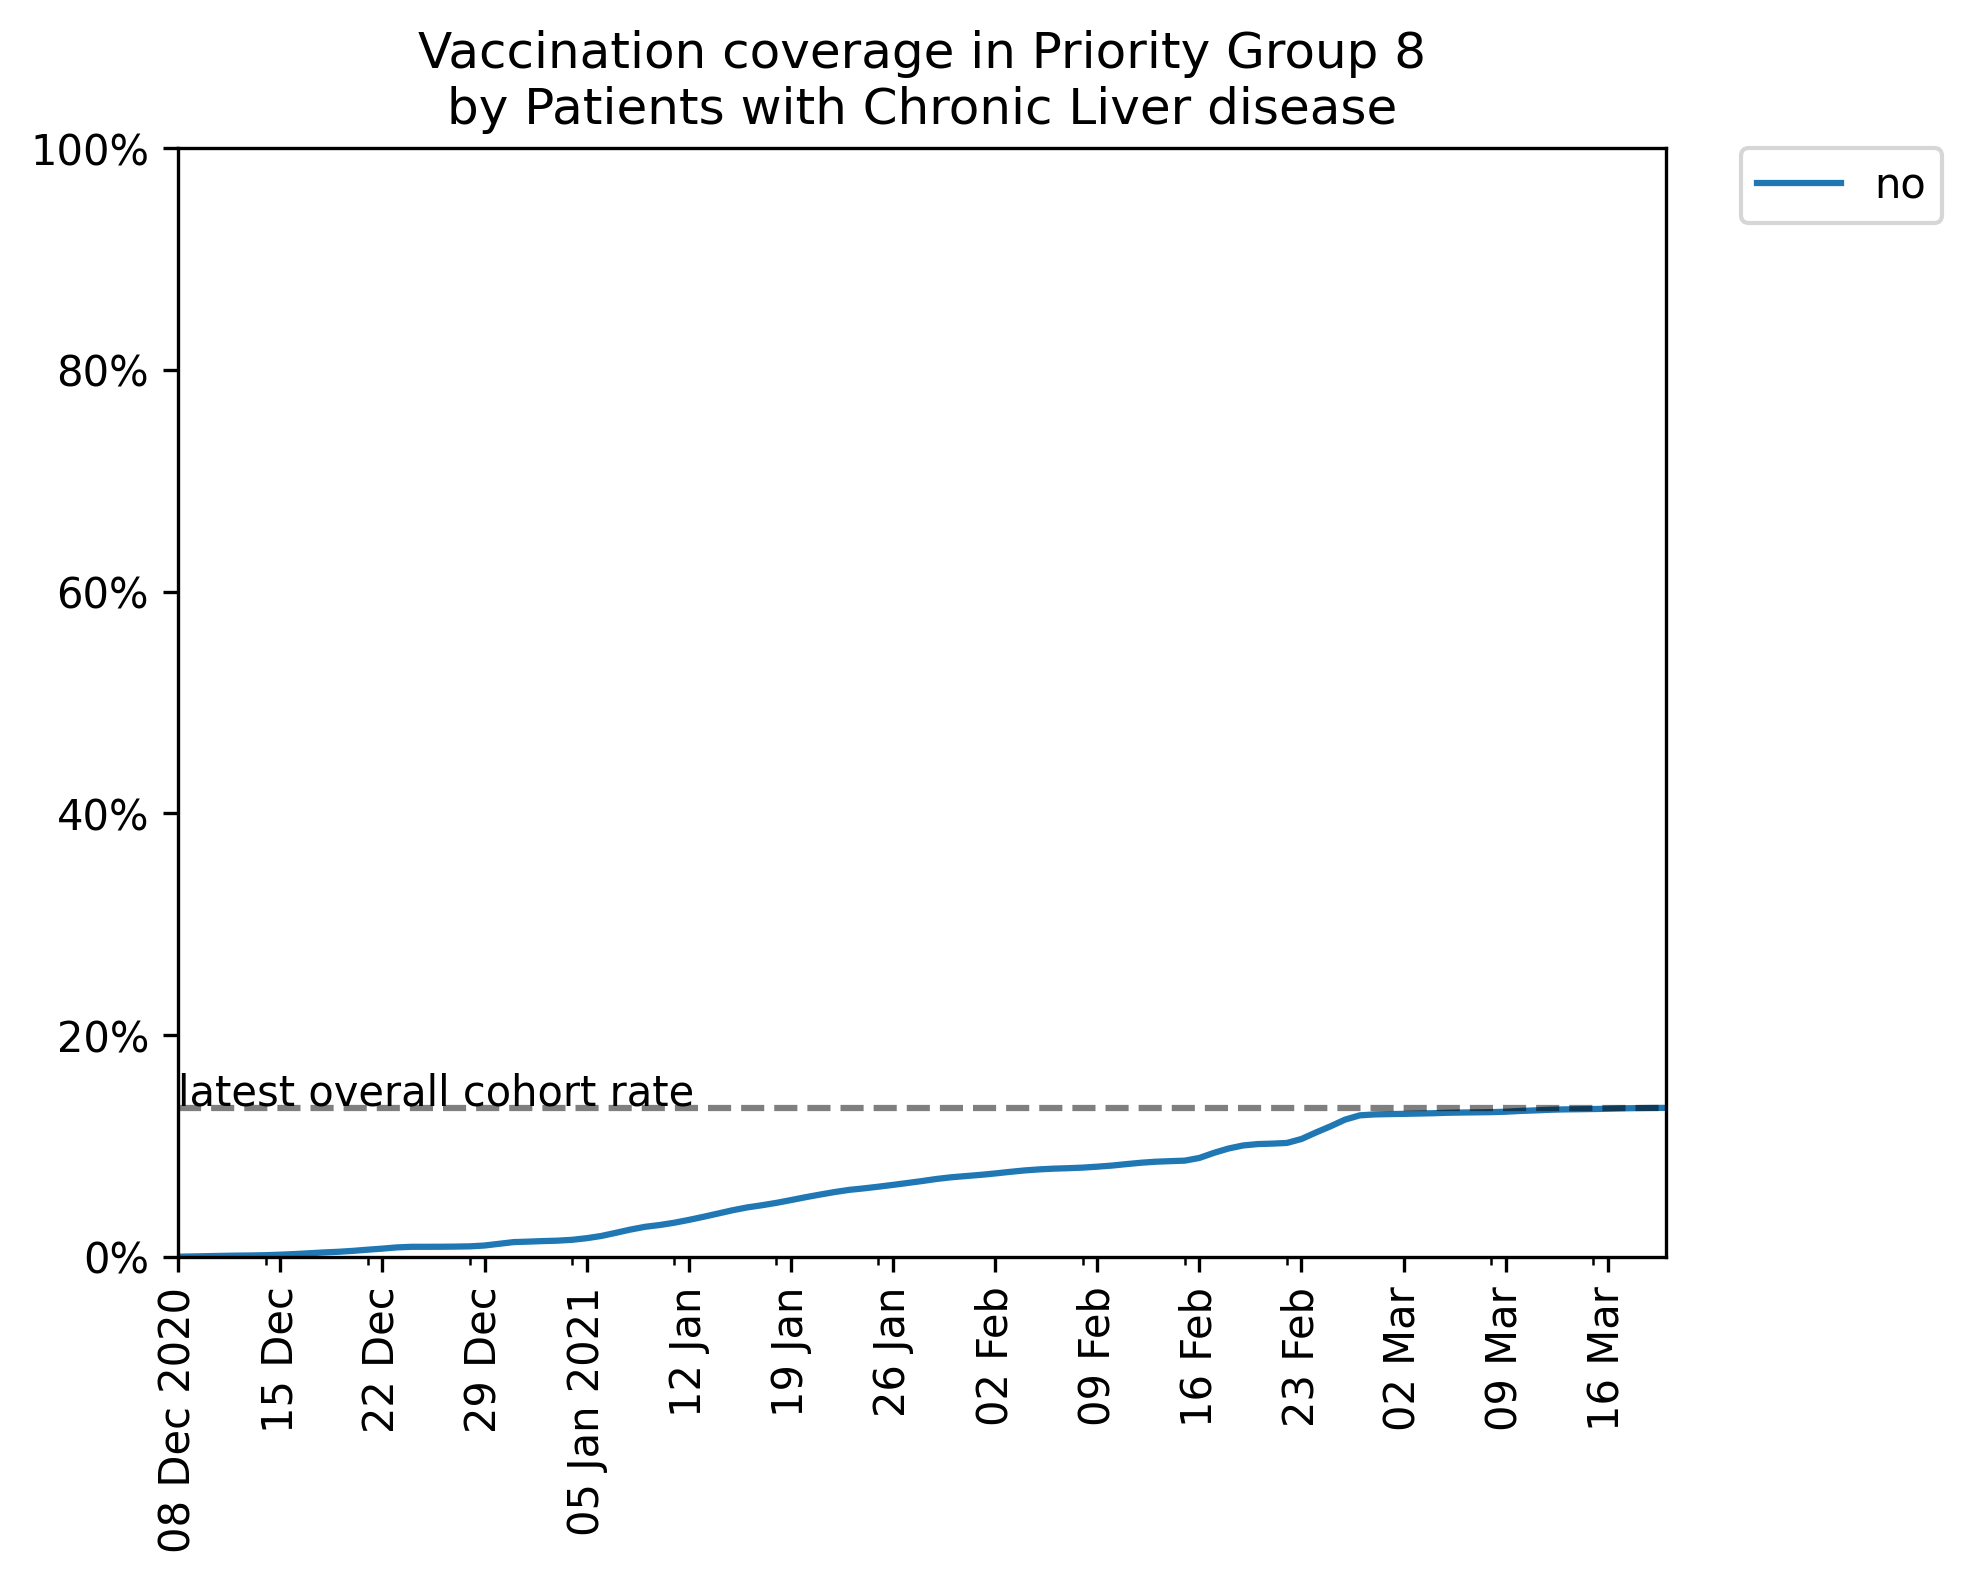 Vaccination coverage in Priority Group 8
by Patients with Chronic Liver disease
no
100%
80%
60%
40%
20%
0%
latest overall cohort rate
08 Dec 2020
15 Dec
22 Dec
29 Dec
05 Jan 2021
12 Jan
19 Jan
26 Jan
02 Feb
09 Feb
16 Feb
23 Feb
02 Mar
09 Mar
16 Mar